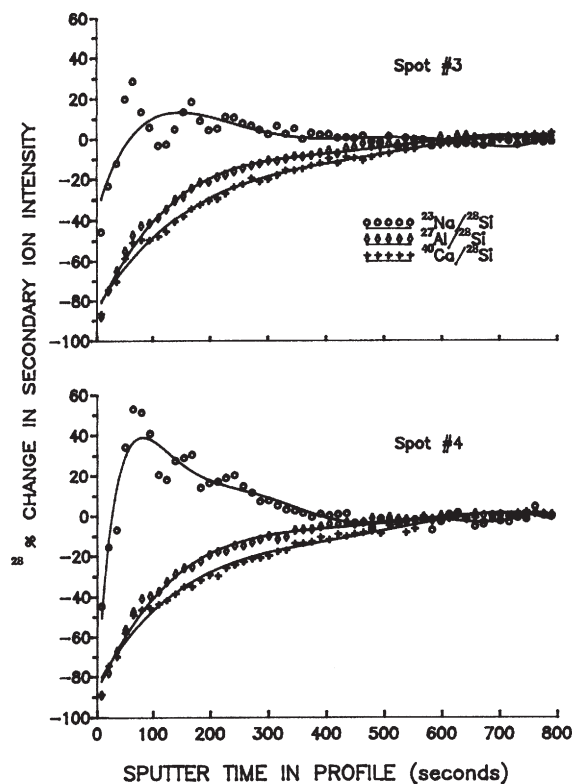 60
40
20
0
−20
−40
−60
−80
−100
Spot #3
23Na/28Si
27Al/28Si
40Ca/28Si
28 % CHANGE IN SECONDARY ION INTENSITY
60
40
20
0
−20
−40
−60
−80
−100
Spot #4
0 100 200 300 400 500 600 700 800
SPUTTER TIME IN PROFILE (seconds)